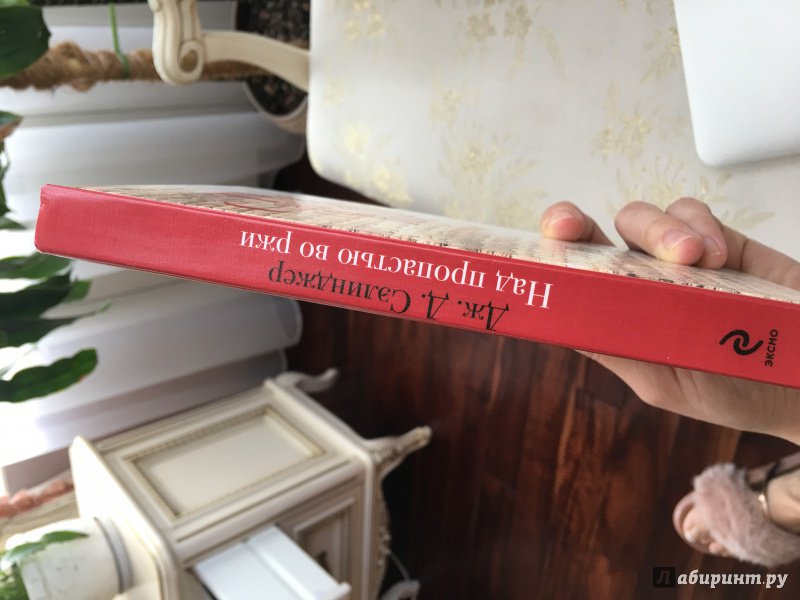 Дж. Д. Сэлинджер
Над пропастью во ржи
ЭКСМО
Лабиринт.ру